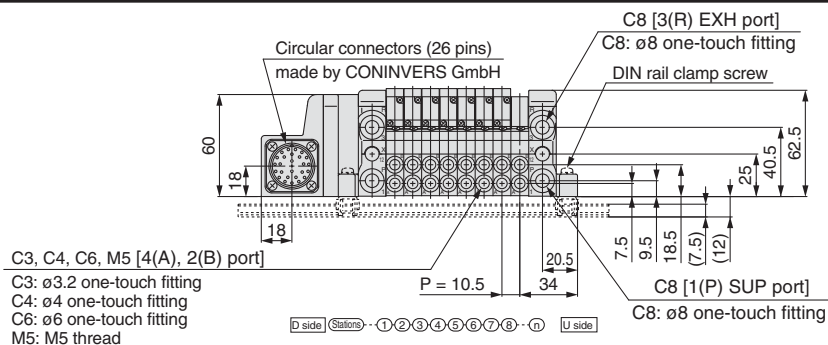 C8 [3(R) EXH port]
C8: ø8 one-touch fitting
Circular connectors (26 pins)
made by CONINVERS GmbH
DIN rail clamp screw
60
18
18
X
X
P
P
62.5
40.5
25
7.5
9.5
18.5
(7.5)
(12)
20.5
P = 10.5
34
C3, C4, C6, M5 [4(A), 2(B) port]
C3: ø3.2 one-touch fitting
C4: ø4 one-touch fitting
C6: ø6 one-touch fitting
M5: M5 thread
C8 [1(P) SUP port]
C8: ø8 one-touch fitting
D side (Stations) 1 2 3 4 5 6 7 8 n U side